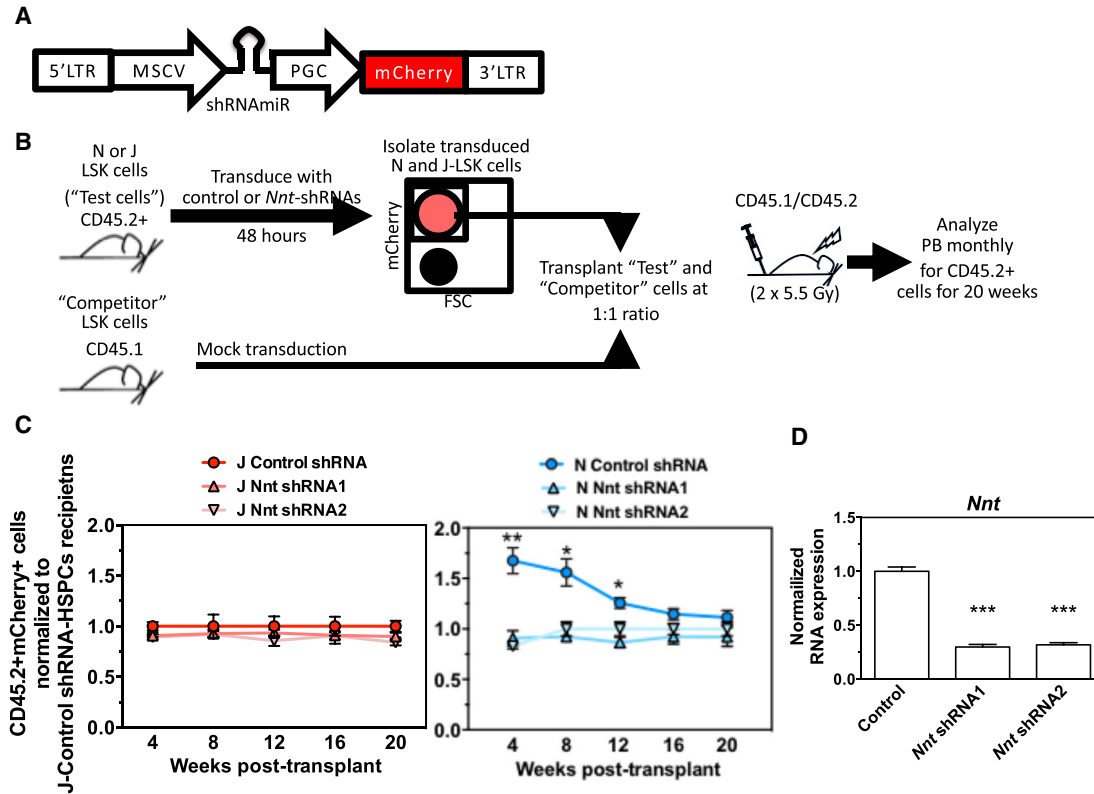 A
5'LTR
MSCV
PGC
mCherry
3'LTR
shRNAmiR
B
N or J
LSK cells
("Test cells")
CD45.2+
Transduce with
control or Nnt-shRNAs
48 hours
Isolate transduced
N and J-LSK cells
mCherry
FSC
"Competitor"
LSK cells
CD45.1
Mock transduction
Transplant "Test" and
"Competitor" cells at
1:1 ratio
CD45.1/CD45.2
(2 x 5.5 Gy)
Analyze
PB monthly
for CD45.2+
cells for 20 weeks
C
CD45.2+mCherry+ cells
normalized to
J-Control shRNA-HSPCs recipietns
J Control shRNA
J Nnt shRNA1
J Nnt shRNA2
2.0
1.5
1.0
0.5
0.0
4 8 12 16 20
Weeks post-transplant
N Control shRNA
N Nnt shRNA1
N Nnt shRNA2
2.0
1.5
1.0
0.5
0.0
**
*
*
4 8 12 16 20
Weeks post-transplant
D
Nnt
Normailized
RNA expression
1.5
1.0
0.5
0.0
*** ***
Control
Nnt shRNA1
Nnt shRNA2